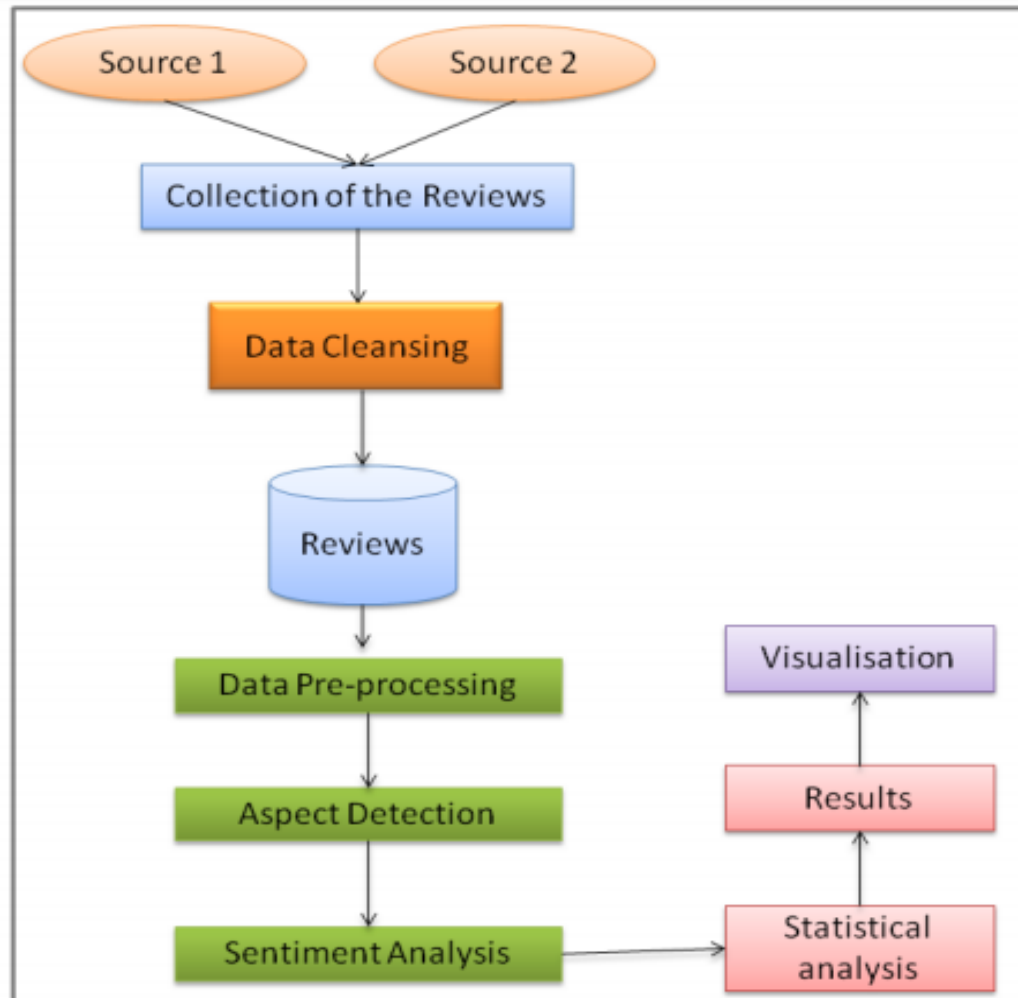 Source 1
Source 2
Collection of the Reviews
Data Cleansing
Reviews
Data Pre-processing
Aspect Detection
Sentiment Analysis
Statistical
analysis
Results
Visualisation